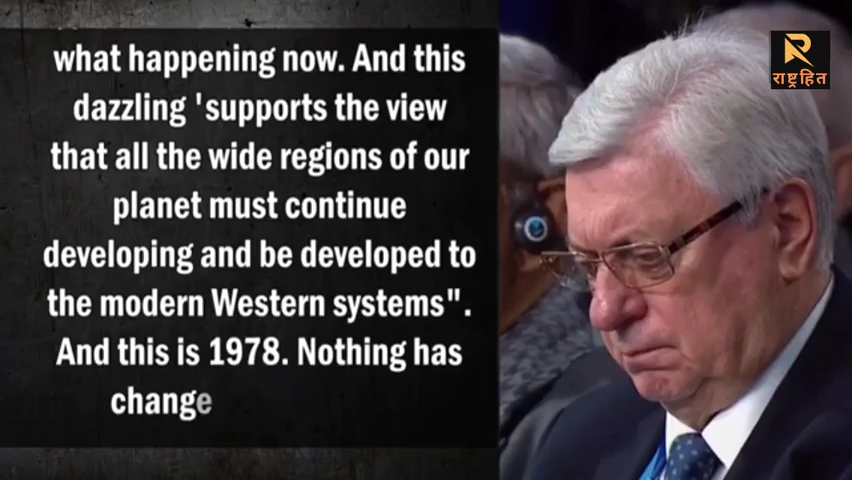 what happening now. And this
dazzling 'supports the view
that all the wide regions of our
planet must continue
developing and be developed to
the modern Western systems".
And this is 1978. Nothing has
change
राष्ट्रहित